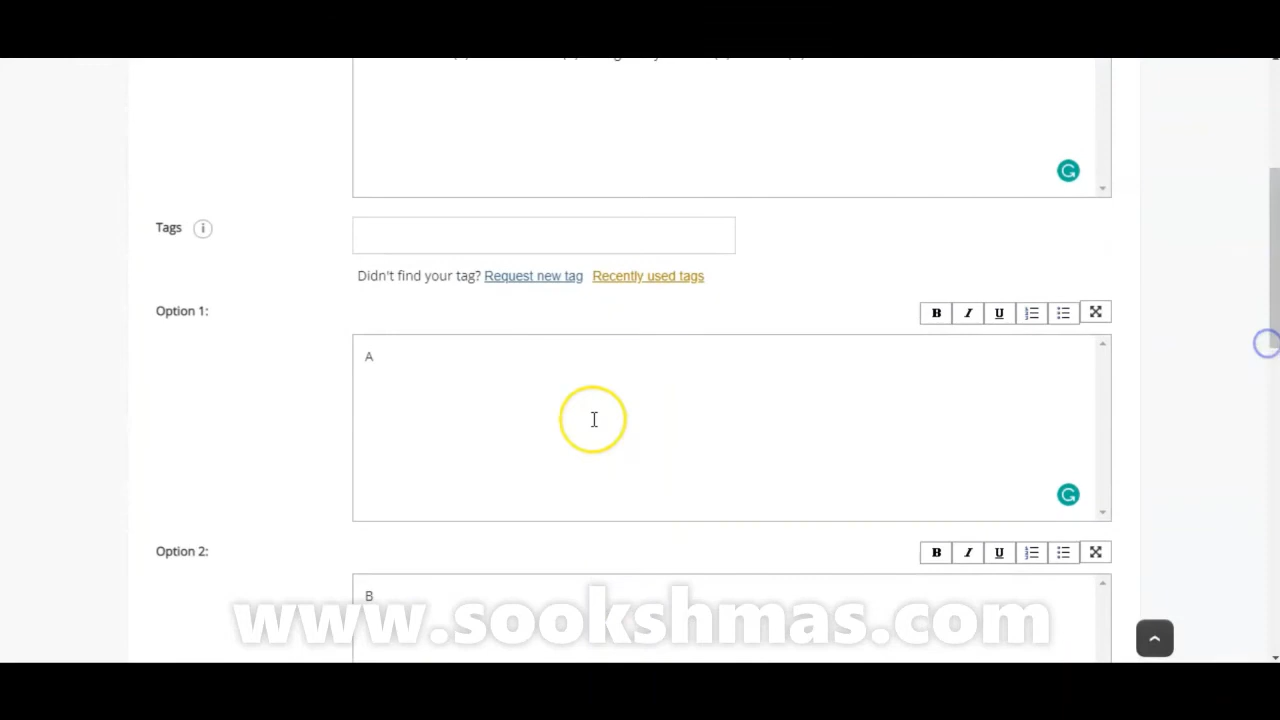 Tags
Didn't find your tag? Request new tag Recently used tags
Option 1:
B I U
A
Option 2:
B I U
B
www.sookshmas.com